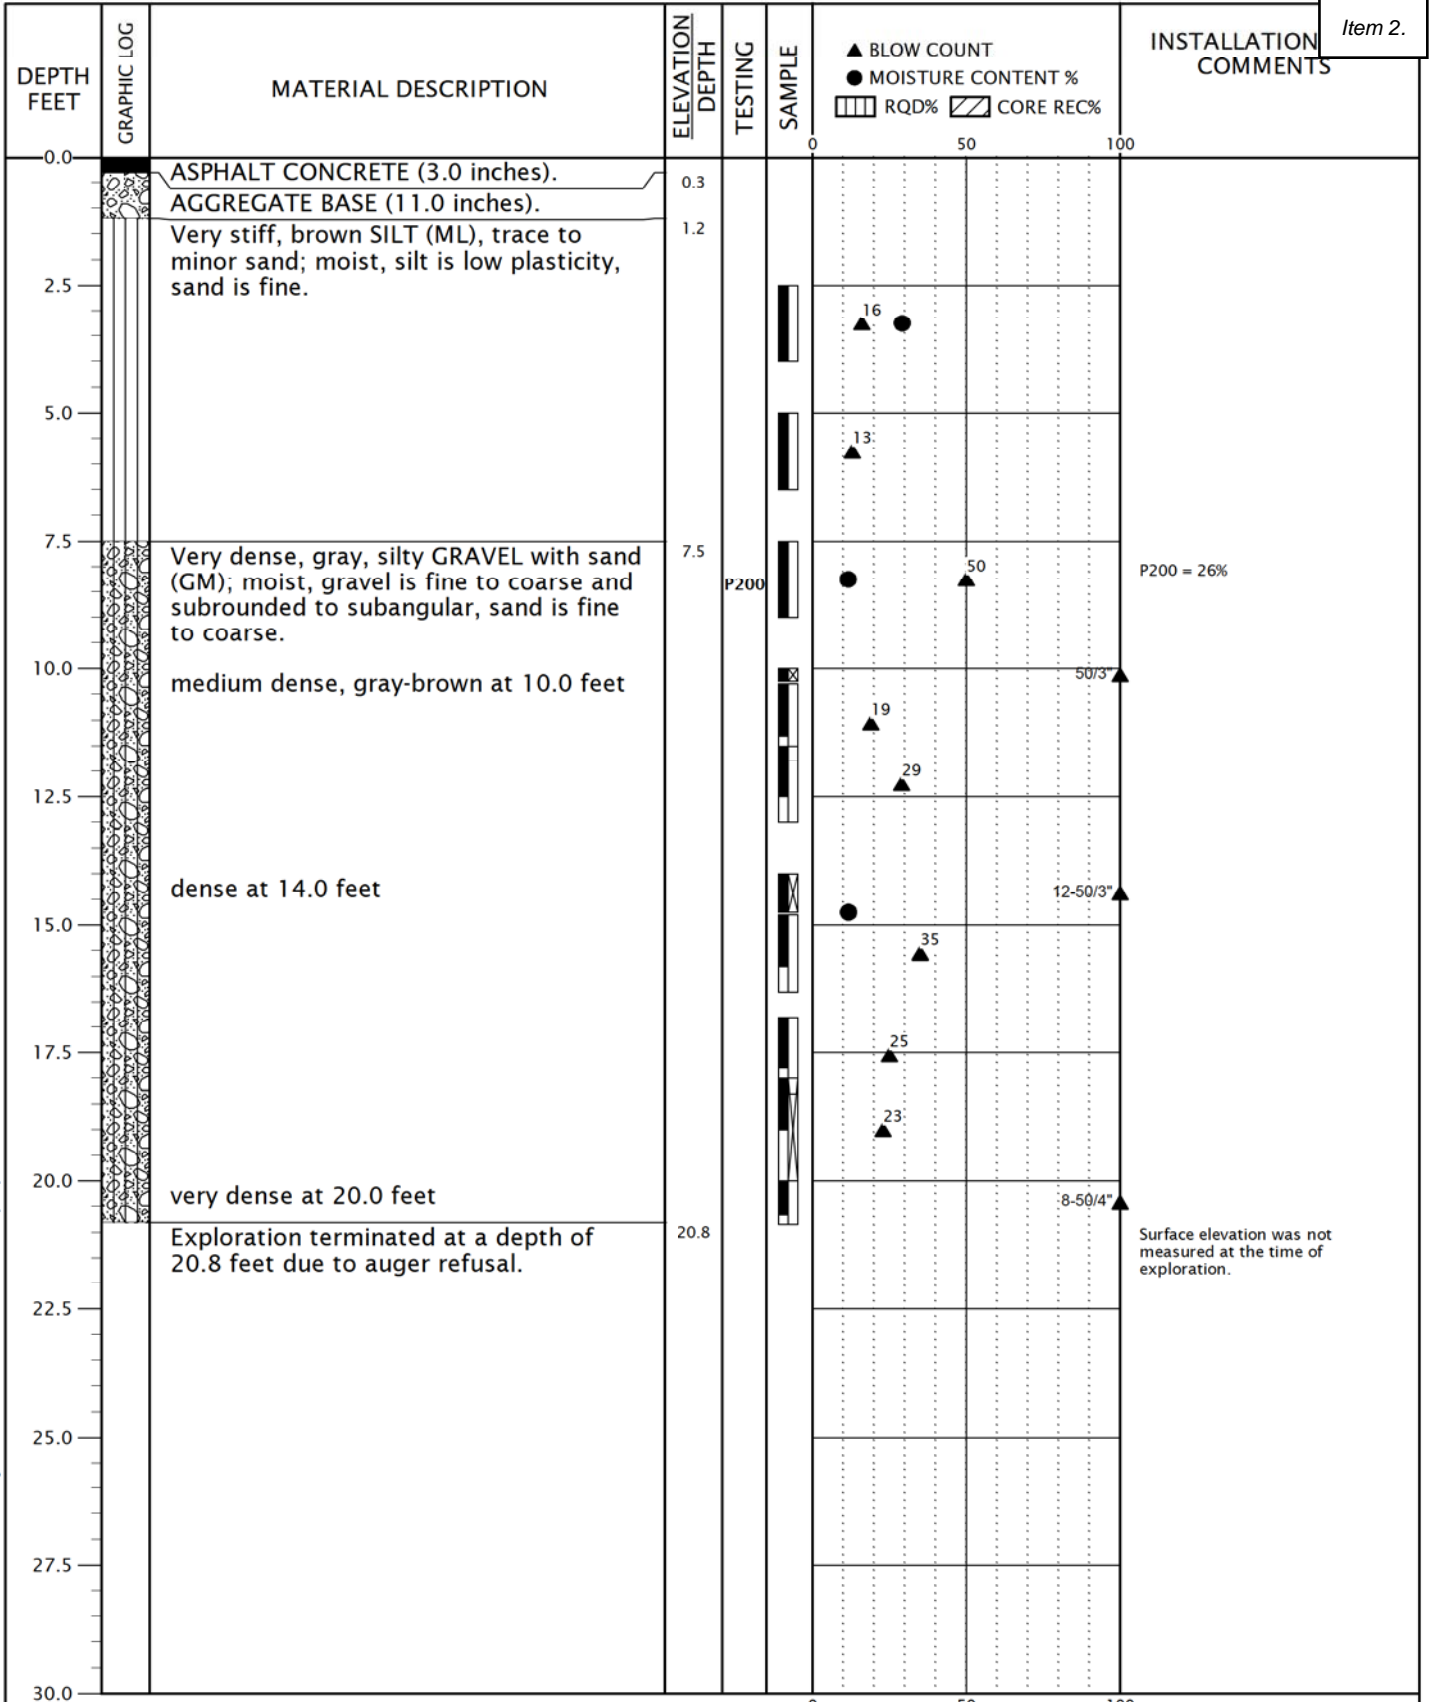 Item 2.
DEPTH
FEET
GRAPHIC LOG
MATERIAL DESCRIPTION
ELEVATION
DEPTH
TESTING
SAMPLE
▲ BLOW COUNT
● MOISTURE CONTENT %
RQD% CORE REC%
0 50 100
INSTALLATION
COMMENTS
0.0
ASPHALT CONCRETE (3.0 inches).
0.3
AGGREGATE BASE (11.0 inches).
1.2
Very stiff, brown SILT (ML), trace to
minor sand; moist, silt is low plasticity,
sand is fine.
2.5
16
5.0
13
7.5
Very dense, gray, silty GRAVEL with sand
(GM); moist, gravel is fine to coarse and
subrounded to subangular, sand is fine
to coarse.
7.5
P200
50
P200 = 26%
10.0
medium dense, gray-brown at 10.0 feet
50/3"
19
29
12.5
dense at 14.0 feet
12-50/3"
15.0
35
17.5
25
23
20.0
very dense at 20.0 feet
8-50/4"
Exploration terminated at a depth of
20.8 feet due to auger refusal.
20.8
Surface elevation was not
measured at the time of
exploration.
22.5
25.0
27.5
30.0
0 50 100